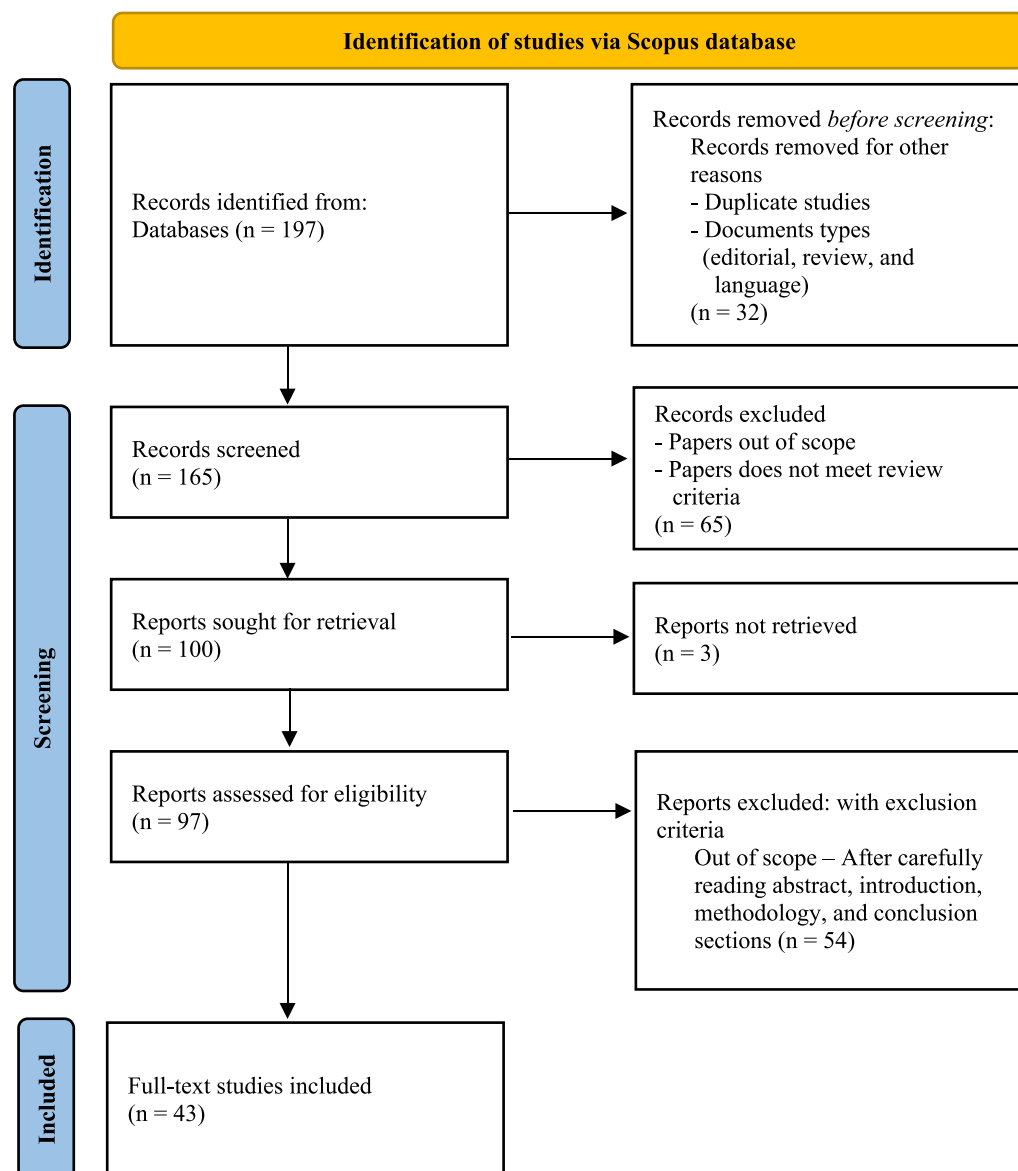 Identification of studies via Scopus database
Identification
Records identified from:
Databases (n = 197)
Records removed before screening:
Records removed for other
reasons
- Duplicate studies
- Documents types
(editorial, review, and
language)
(n = 32)
Screening
Records screened
(n = 165)
Records excluded
- Papers out of scope
- Papers does not meet review
criteria
(n = 65)
Reports sought for retrieval
(n = 100)
Reports not retrieved
(n = 3)
Reports assessed for eligibility
(n = 97)
Reports excluded: with exclusion
criteria
Out of scope – After carefully
reading abstract, introduction,
methodology, and conclusion
sections (n = 54)
Included
Full-text studies included
(n = 43)